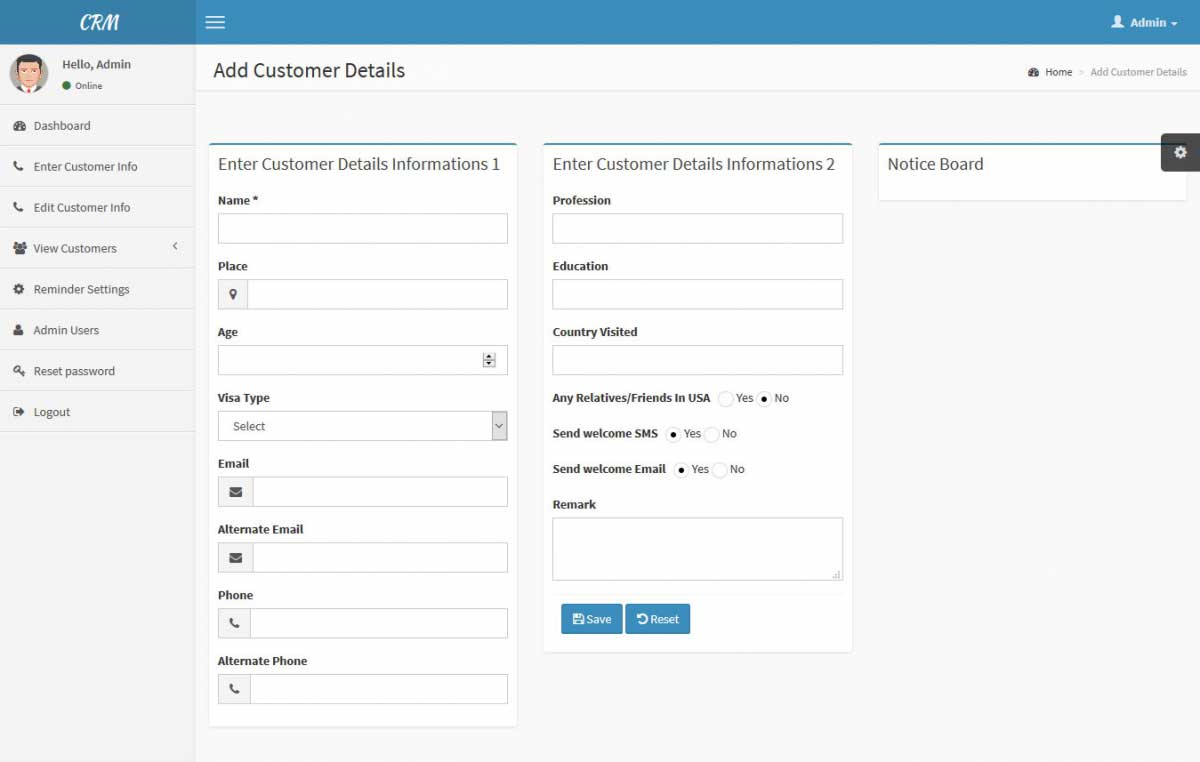 CRM
Admin
Hello, Admin
Online
Add Customer Details
Home > Add Customer Details
Dashboard
Enter Customer Info
Edit Customer Info
View Customers
Reminder Settings
Admin Users
Reset password
Logout
Enter Customer Details Informations 1
Name *
Place
Age
Visa Type
Select
Email
Alternate Email
Phone
Alternate Phone
Enter Customer Details Informations 2
Profession
Education
Country Visited
Any Relatives/Friends In USA Yes No
Send welcome SMS Yes No
Send welcome Email Yes No
Remark
Save Reset
Notice Board